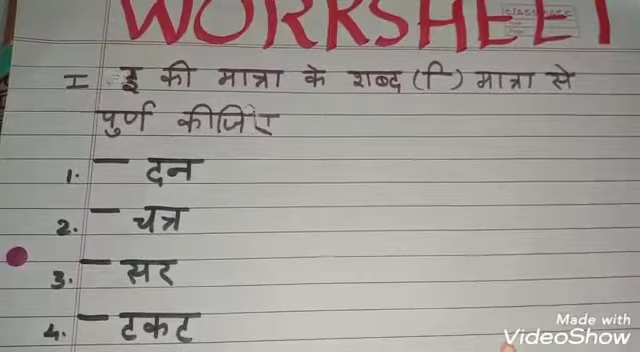 WORKSHEET
I इ की मात्रा के शब्द (ि) मात्रा से
पुर्ण कीजिए
1. — दन
2. — चत्र
3. — सर
4. — टकट
Made with
VideoShow